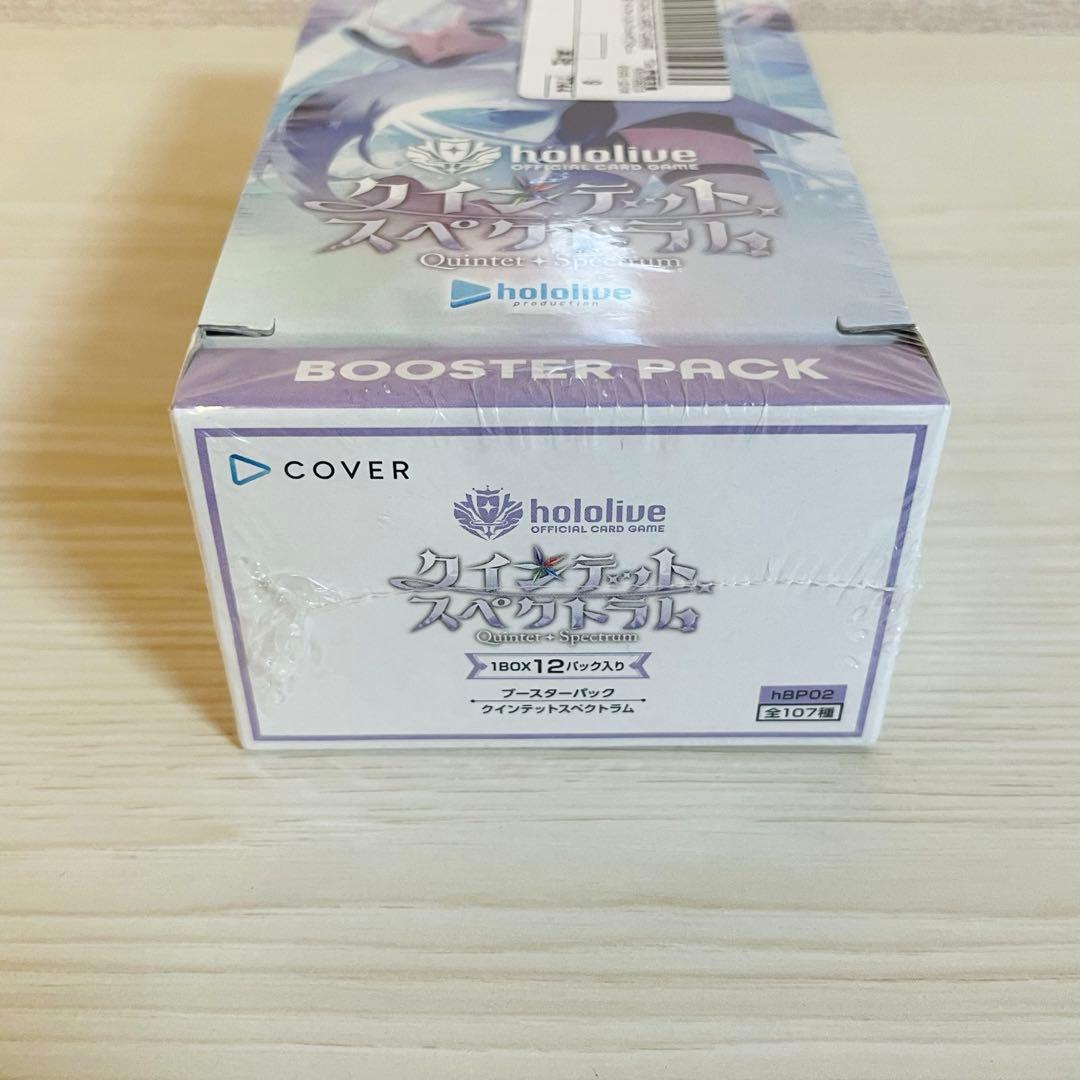 hololive
OFFICIAL CARD GAME
クインテット
スペクトラム
Quintet Spectrum
hololive
production
BOOSTER PACK
COVER
hololive
OFFICIAL CARD GAME
クインテット
スペクトラム
Quintet Spectrum
1BOX12パック入り
ブースターパック
クインテットスペクトラム
hBP02
全107種